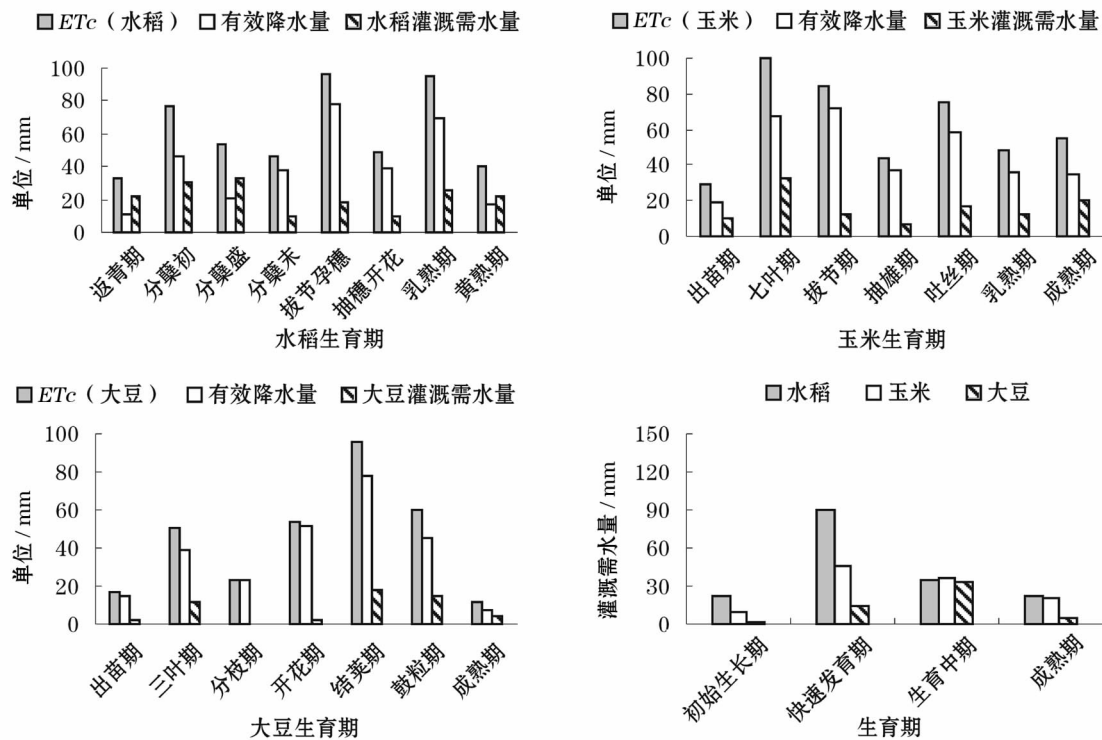 ETc（水稻） 有效降水量 水稻灌溉需水量
100
80
60
40
20
0
单位 / mm
返青期 分蘖初 分蘖盛 分蘖末 拔节孕穗 抽穗开花 乳熟期 黄熟期
水稻生育期
ETc（玉米） 有效降水量 玉米灌溉需水量
100
80
60
40
20
0
单位 / mm
出苗期 七叶期 拔节期 抽雄期 吐丝期 乳熟期 成熟期
玉米生育期
ETc（大豆） 有效降水量 大豆灌溉需水量
100
80
60
40
20
0
单位 / mm
出苗期 三叶期 分枝期 开花期 结荚期 鼓粒期 成熟期
大豆生育期
水稻 玉米 大豆
150
120
90
60
30
0
灌溉需水量 / mm
初始生长期 快速发育期 生育中期 成熟期
生育期